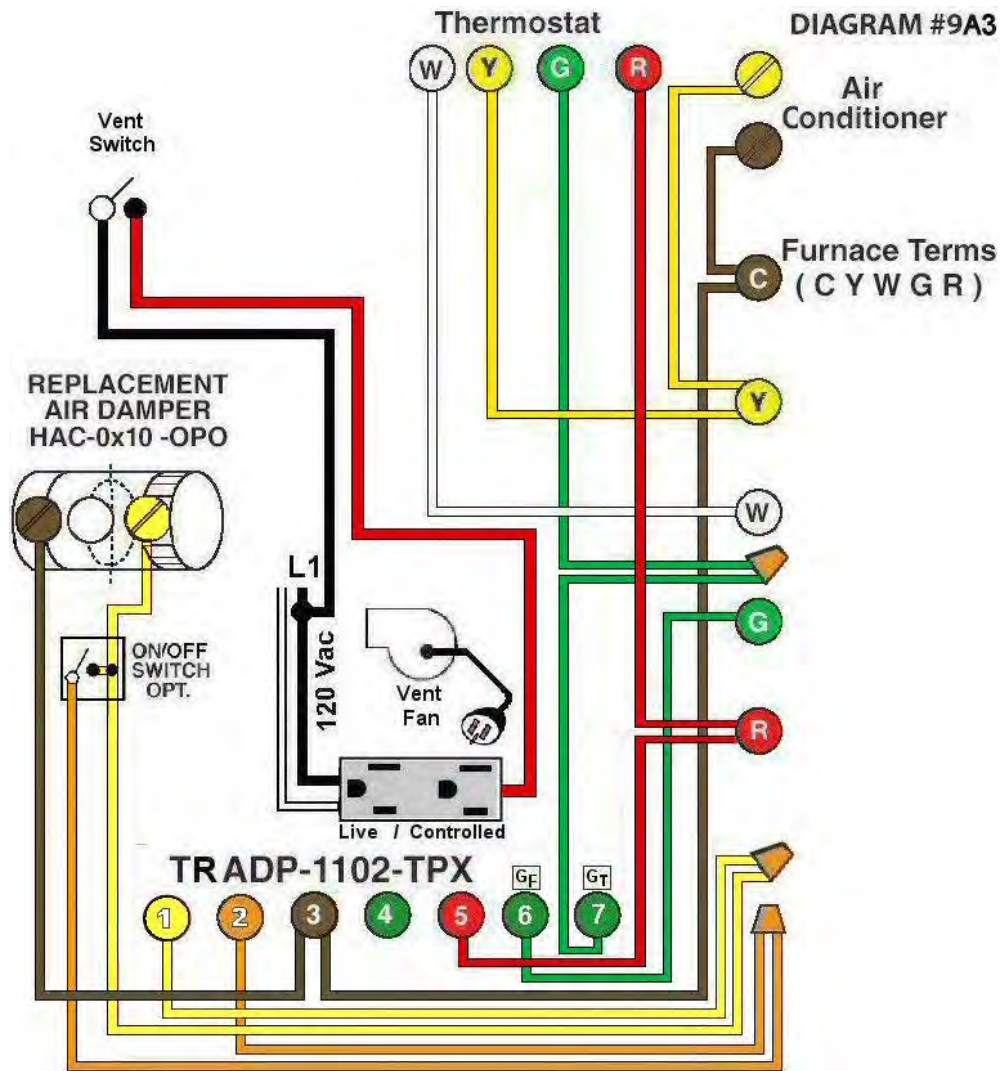 Thermostat
DIAGRAM #9A3
W Y G R
Air
Conditioner
Vent
Switch
Furnace Terms
( C Y W G R )
C
REPLACEMENT
AIR DAMPER
HAC-0x10 -OPO
Y
W
L1
120 Vac
G
ON/OFF
SWITCH
OPT.
Vent
Fan
R
Live / Controlled
TRADP-1102-TPX
GF GT
1 2 3 4 5 6 7